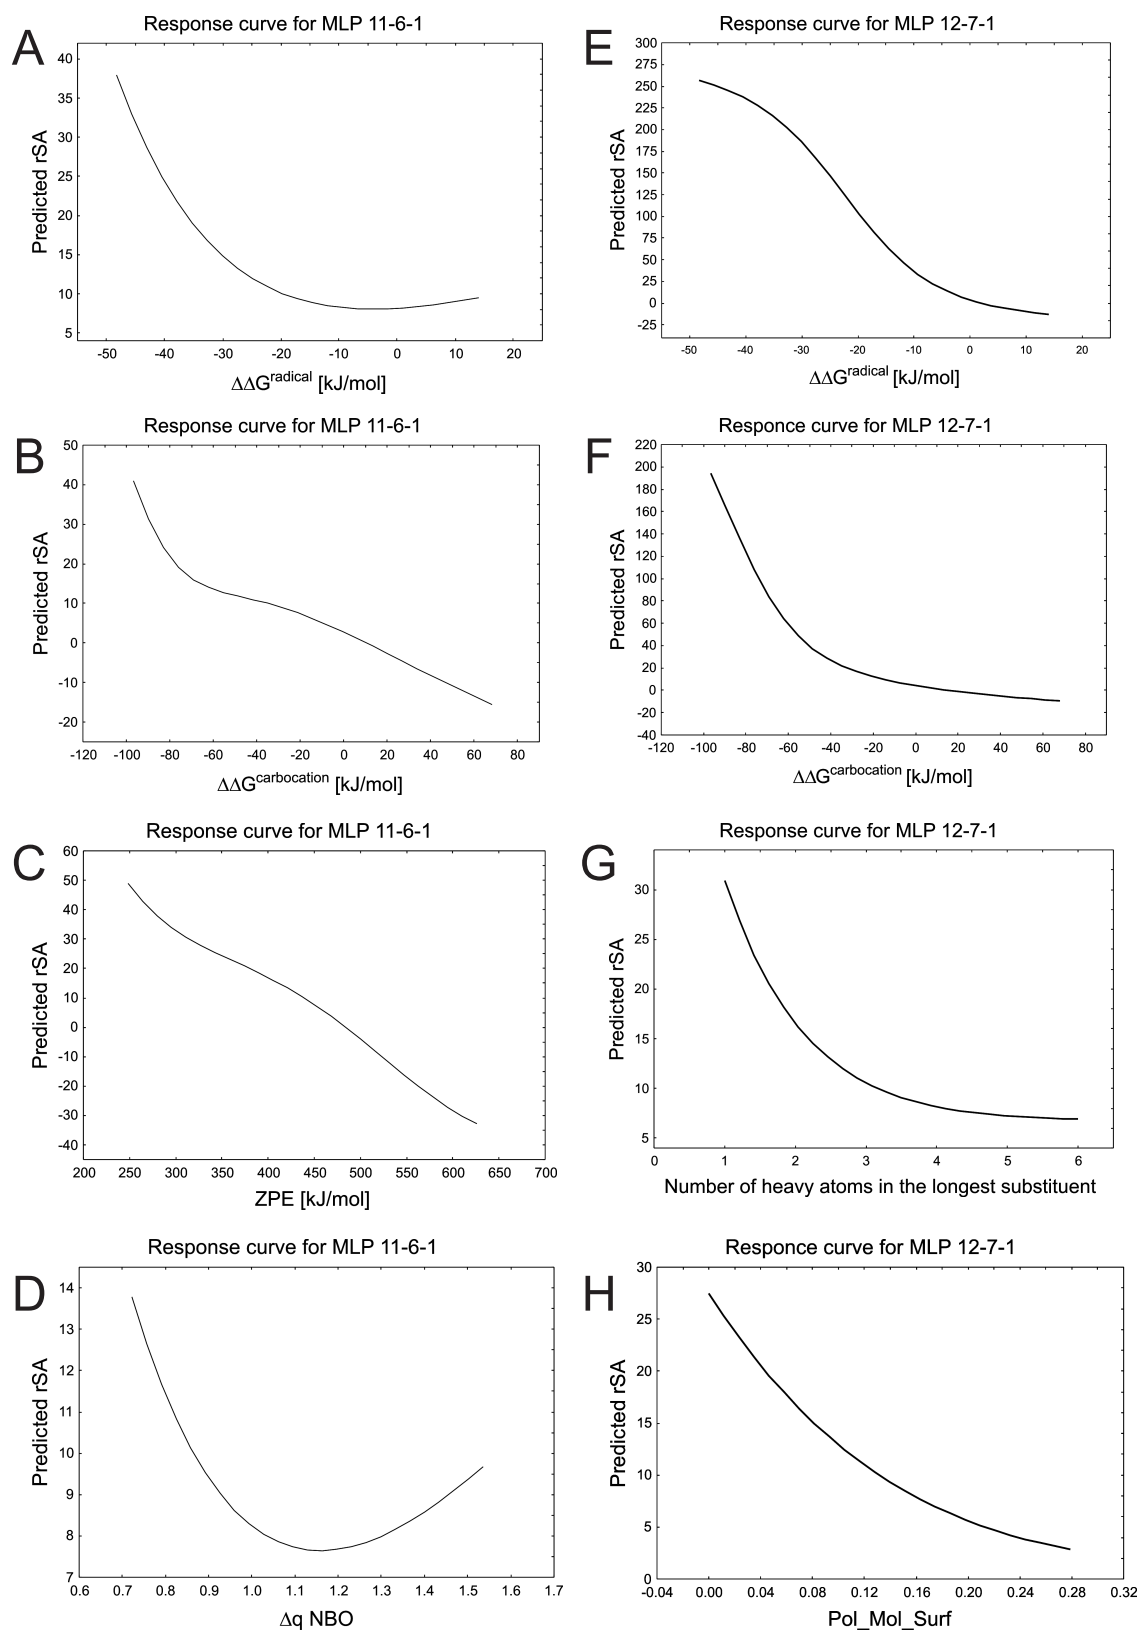 A
Response curve for MLP 11-6-1
Predicted rSA
40
35
30
25
20
15
10
5
-50 -40 -30 -20 -10 0 10 20
ΔΔG^radical [kJ/mol]
E
Response curve for MLP 12-7-1
Predicted rSA
300
275
250
225
200
175
150
125
100
75
50
25
0
-25
-50 -40 -30 -20 -10 0 10 20
ΔΔG^radical [kJ/mol]
B
Response curve for MLP 11-6-1
Predicted rSA
50
40
30
20
10
0
-10
-20
-120 -100 -80 -60 -40 -20 0 20 40 60 80
ΔΔG^carbocation [kJ/mol]
F
Responce curve for MLP 12-7-1
Predicted rSA
220
200
180
160
140
120
100
80
60
40
20
0
-20
-40
-120 -100 -80 -60 -40 -20 0 20 40 60 80
ΔΔG^carbocation [kJ/mol]
C
Response curve for MLP 11-6-1
Predicted rSA
60
50
40
30
20
10
0
-10
-20
-30
-40
200 250 300 350 400 450 500 550 600 650 700
ZPE [kJ/mol]
G
Response curve for MLP 12-7-1
Predicted rSA
30
25
20
15
10
5
0 1 2 3 4 5 6
Number of heavy atoms in the longest substituent
D
Response curve for MLP 11-6-1
Predicted rSA
14
13
12
11
10
9
8
7
0.6 0.7 0.8 0.9 1.0 1.1 1.2 1.3 1.4 1.5 1.6 1.7
Δq NBO
H
Responce curve for MLP 12-7-1
Predicted rSA
30
25
20
15
10
5
0
-0.04 0.00 0.04 0.08 0.12 0.16 0.20 0.24 0.28 0.32
Pol_Mol_Surf